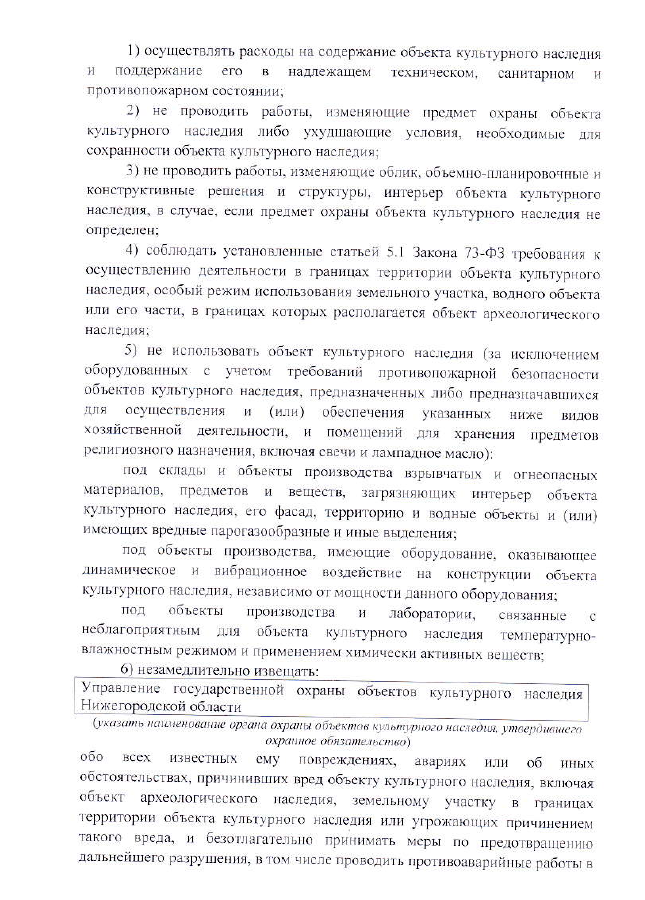 1) осуществлять расходы на содержание объекта культурного наследия
и поддержание его в надлежащем техническом, санитарном и
противопожарном состоянии;
2) не проводить работы, изменяющие предмет охраны объекта
культурного наследия либо ухудшающие условия, необходимые для
сохранности объекта культурного наследия;
3) не проводить работы, изменяющие облик, объемно-планировочные и
конструктивные решения и структуры, интерьер объекта культурного
наследия, в случае, если предмет охраны объекта культурного наследия не
определен;
4) соблюдать установленные статьей 5.1 Закона 73-ФЗ требования к
осуществлению деятельности в границах территории объекта культурного
наследия, особый режим использования земельного участка, водного объекта
или его части, в границах которых располагается объект археологического
наследия;
5) не использовать объект культурного наследия (за исключением
оборудованных с учетом требований противопожарной безопасности
объектов культурного наследия, предназначенных либо предназначавшихся
для осуществления и (или) обеспечения указанных ниже видов
хозяйственной деятельности, и помещений для хранения предметов
религиозного назначения, включая свечи и лампадное масло):
под склады и объекты производства взрывчатых и огнеопасных
материалов, предметов и веществ, загрязняющих интерьер объекта
культурного наследия, его фасад, территорию и водные объекты и (или)
имеющих вредные парогазообразные и иные выделения;
под объекты производства, имеющие оборудование, оказывающее
динамическое и вибрационное воздействие на конструкции объекта
культурного наследия, независимо от мощности данного оборудования;
под объекты производства и лаборатории, связанные с
неблагоприятным для объекта культурного наследия температурно-
влажностным режимом и применением химически активных веществ;
6) незамедлительно извещать:
Управление государственной охраны объектов культурного наследия
Нижегородской области
(указать наименование органа охраны объектов культурного наследия, утвердившего
охранное обязательство)
обо всех известных ему повреждениях, авариях или об иных
обстоятельствах, причинивших вред объекту культурного наследия, включая
объект археологического наследия, земельному участку в границах
территории объекта культурного наследия или угрожающих причинением
такого вреда, и безотлагательно принимать меры по предотвращению
дальнейшего разрушения, в том числе проводить противоаварийные работы в